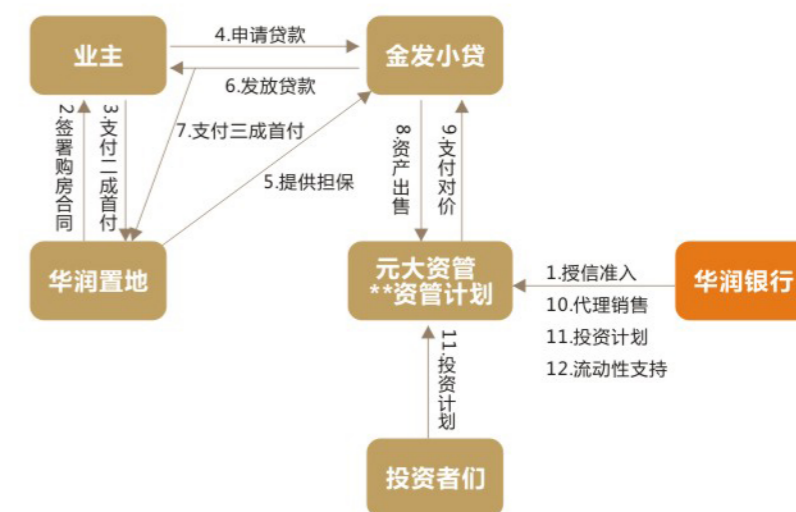 业主
4.申请贷款
金发小贷
6.发放贷款
2.签署购房合同
3.支付二成首付
7.支付三成首付
5.提供担保
8.资产出售
9.支付对价
华润置地
元大资管
**资管计划
1.授信准入
10.代理销售
11.投资计划
12.流动性支持
华润银行
11.投资计划
投资者们